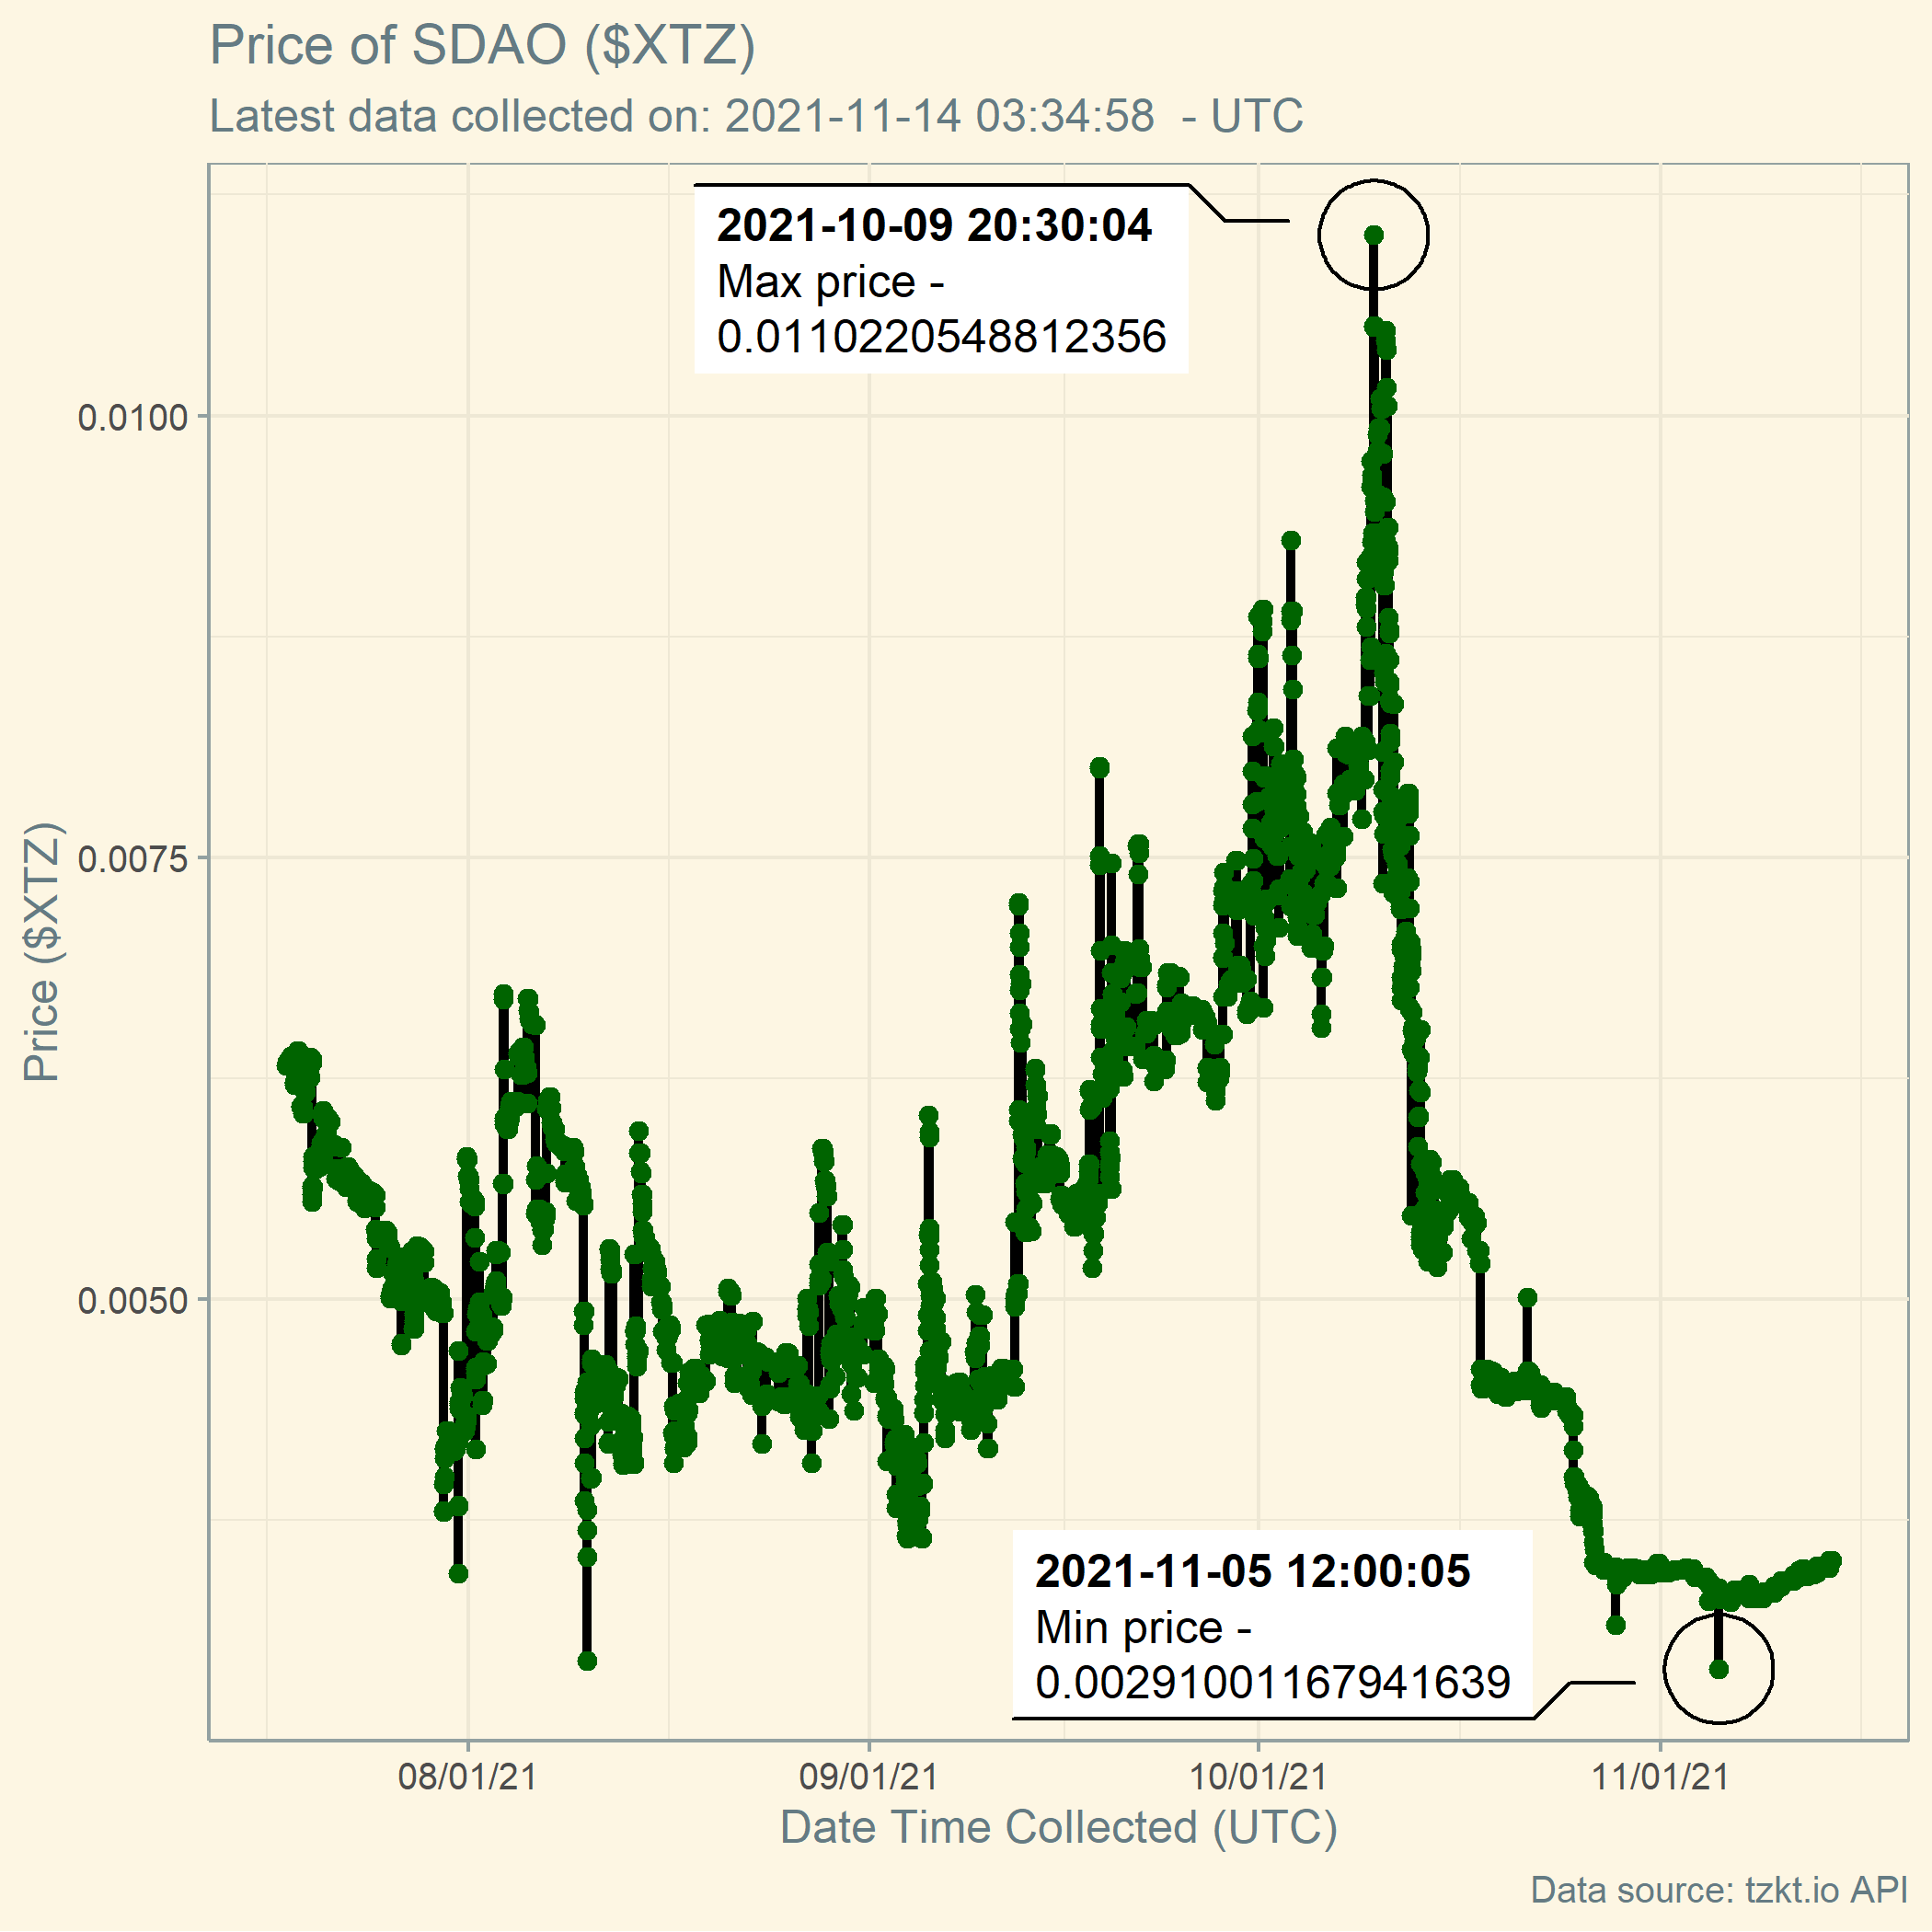 Price of SDAO ($XTZ)
Latest data collected on: 2021-11-14 03:34:58  - UTC
2021-10-09 20:30:04
Max price -
0.01102205488​12356
0.0100
0.0075
0.0050
Price ($XTZ)
2021-11-05 12:00:05
Min price -
0.00291001167941639
08/01/21
09/01/21
10/01/21
11/01/21
Date Time Collected (UTC)
Data source: tzkt.io API